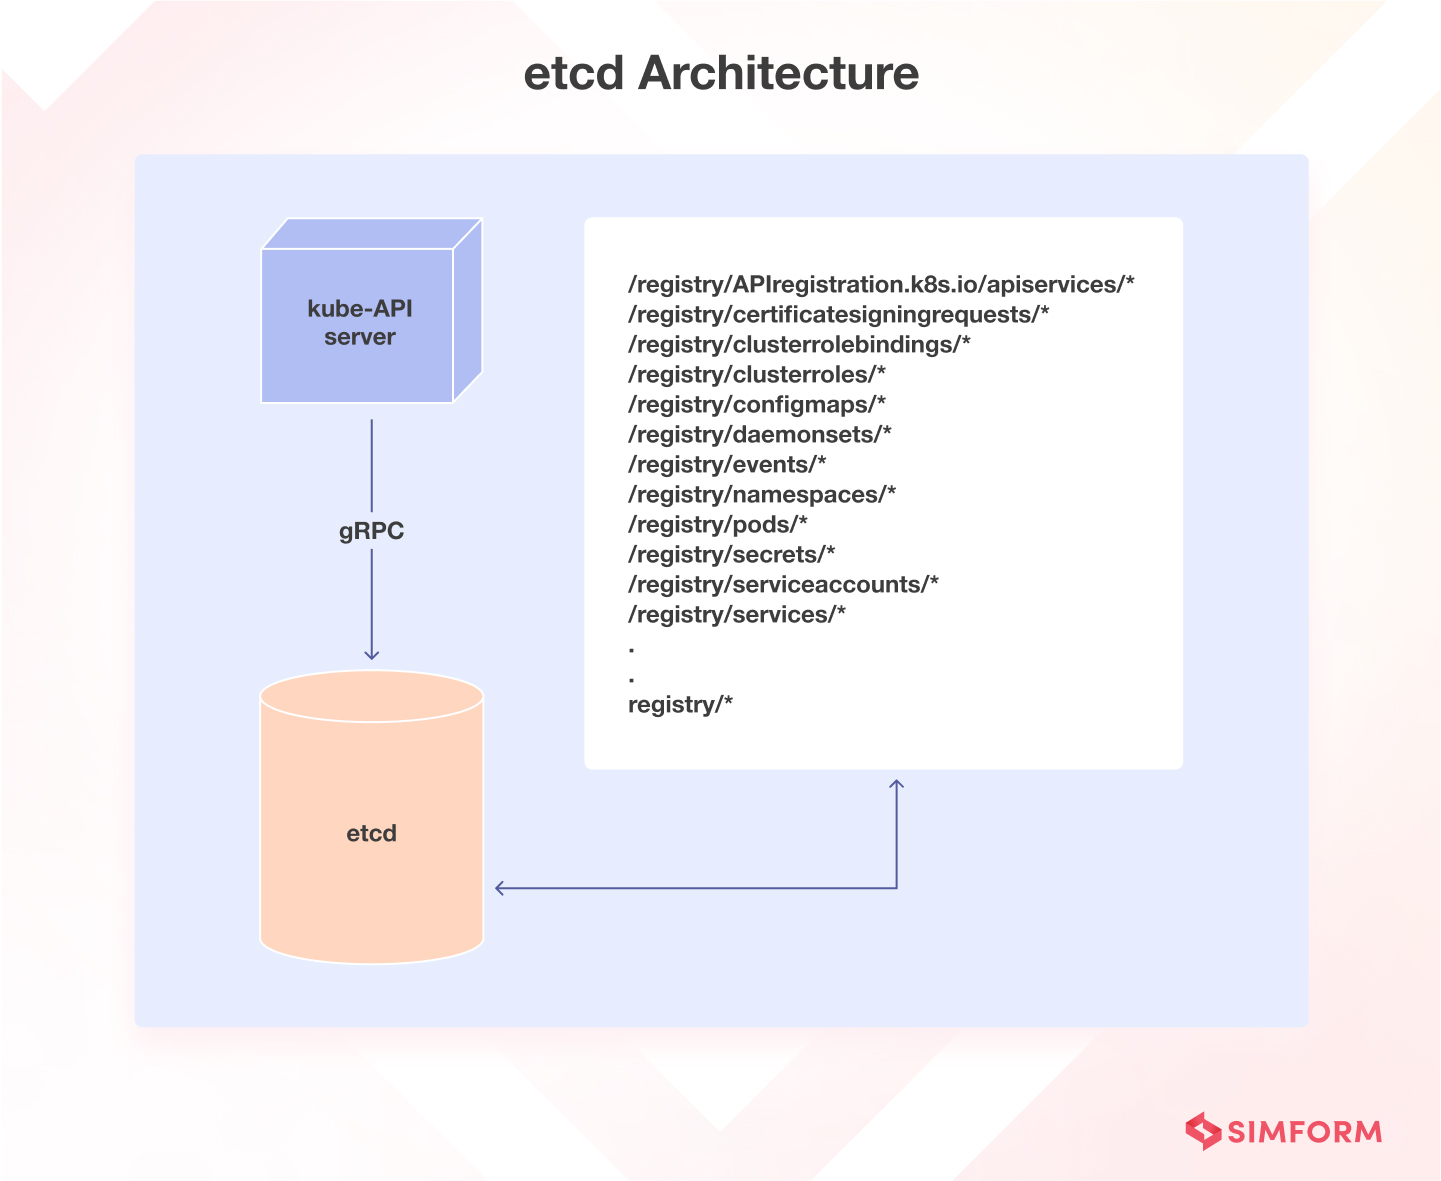 etcd Architecture
kube-API
server
gRPC
etcd
/registry/APIregistration.k8s.io/apiservices/*
/registry/certificatesigningrequests/*
/registry/clusterrolebindings/*
/registry/clusterroles/*
/registry/configmaps/*
/registry/daemonsets/*
/registry/events/*
/registry/namespaces/*
/registry/pods/*
/registry/secrets/*
/registry/serviceaccounts/*
/registry/services/*
.
.
registry/*
SIMFORM